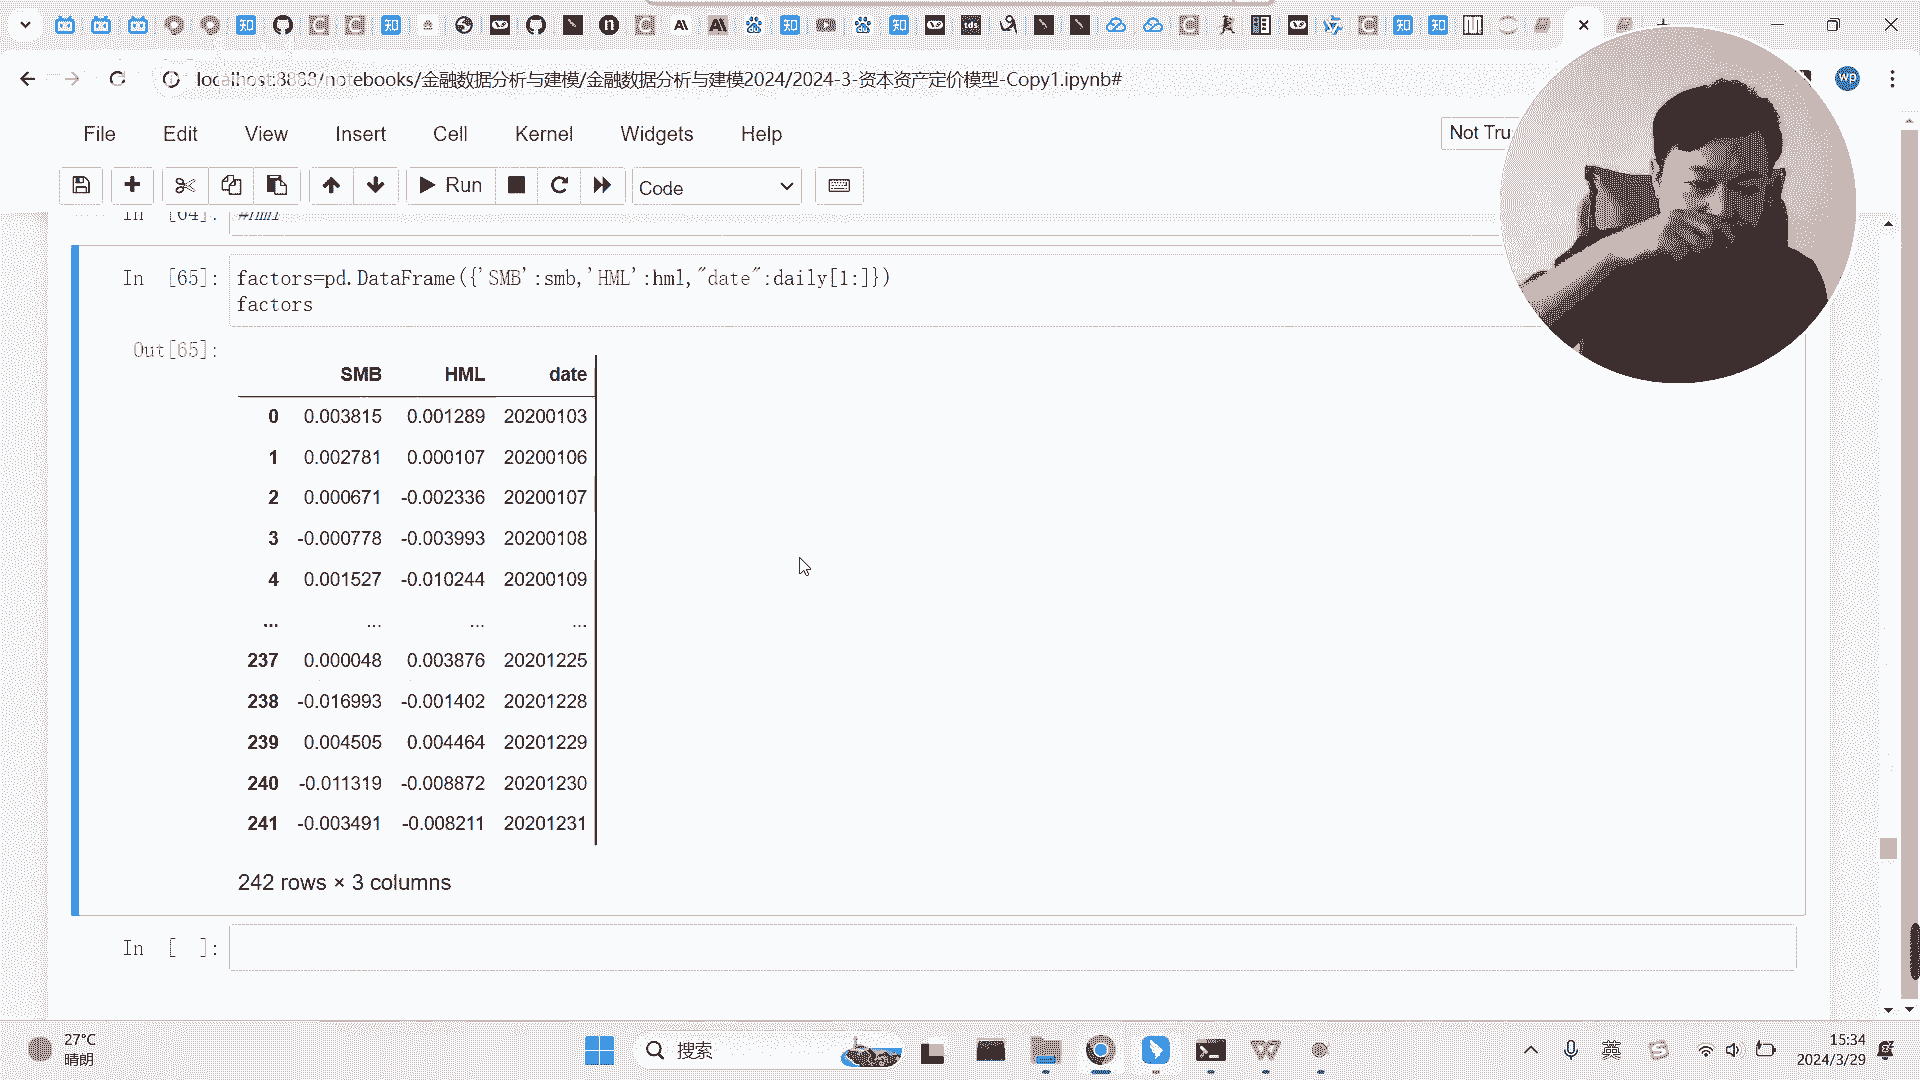 localhost:8888/notebooks/金融数据分析与建模/金融数据分析与建模2024/2024-3-资本资产定价模型-Copy1.ipynb#
wp
File Edit View Insert Cell Kernel Widgets Help
Not Tru
Run
Code
In [64]: #hml
In [65]: factors=pd.DataFrame({'SMB':smb,'HML':hml,"date":daily[1:]})
factors
Out[65]:
SMB HML date
0 0.003815 0.001289 20200103
1 0.002781 0.000107 20200106
2 0.000671 -0.002336 20200107
3 -0.000778 -0.003993 20200108
4 0.001527 -0.010244 20200109
... ... ... ...
237 0.000048 0.003876 20201225
238 -0.016993 -0.001402 20201228
239 0.004505 0.004464 20201229
240 -0.011319 -0.008872 20201230
241 -0.003491 -0.008211 20201231
242 rows × 3 columns
In [ ]:
27°C
晴朗
搜索
英
15:34
2024/3/29